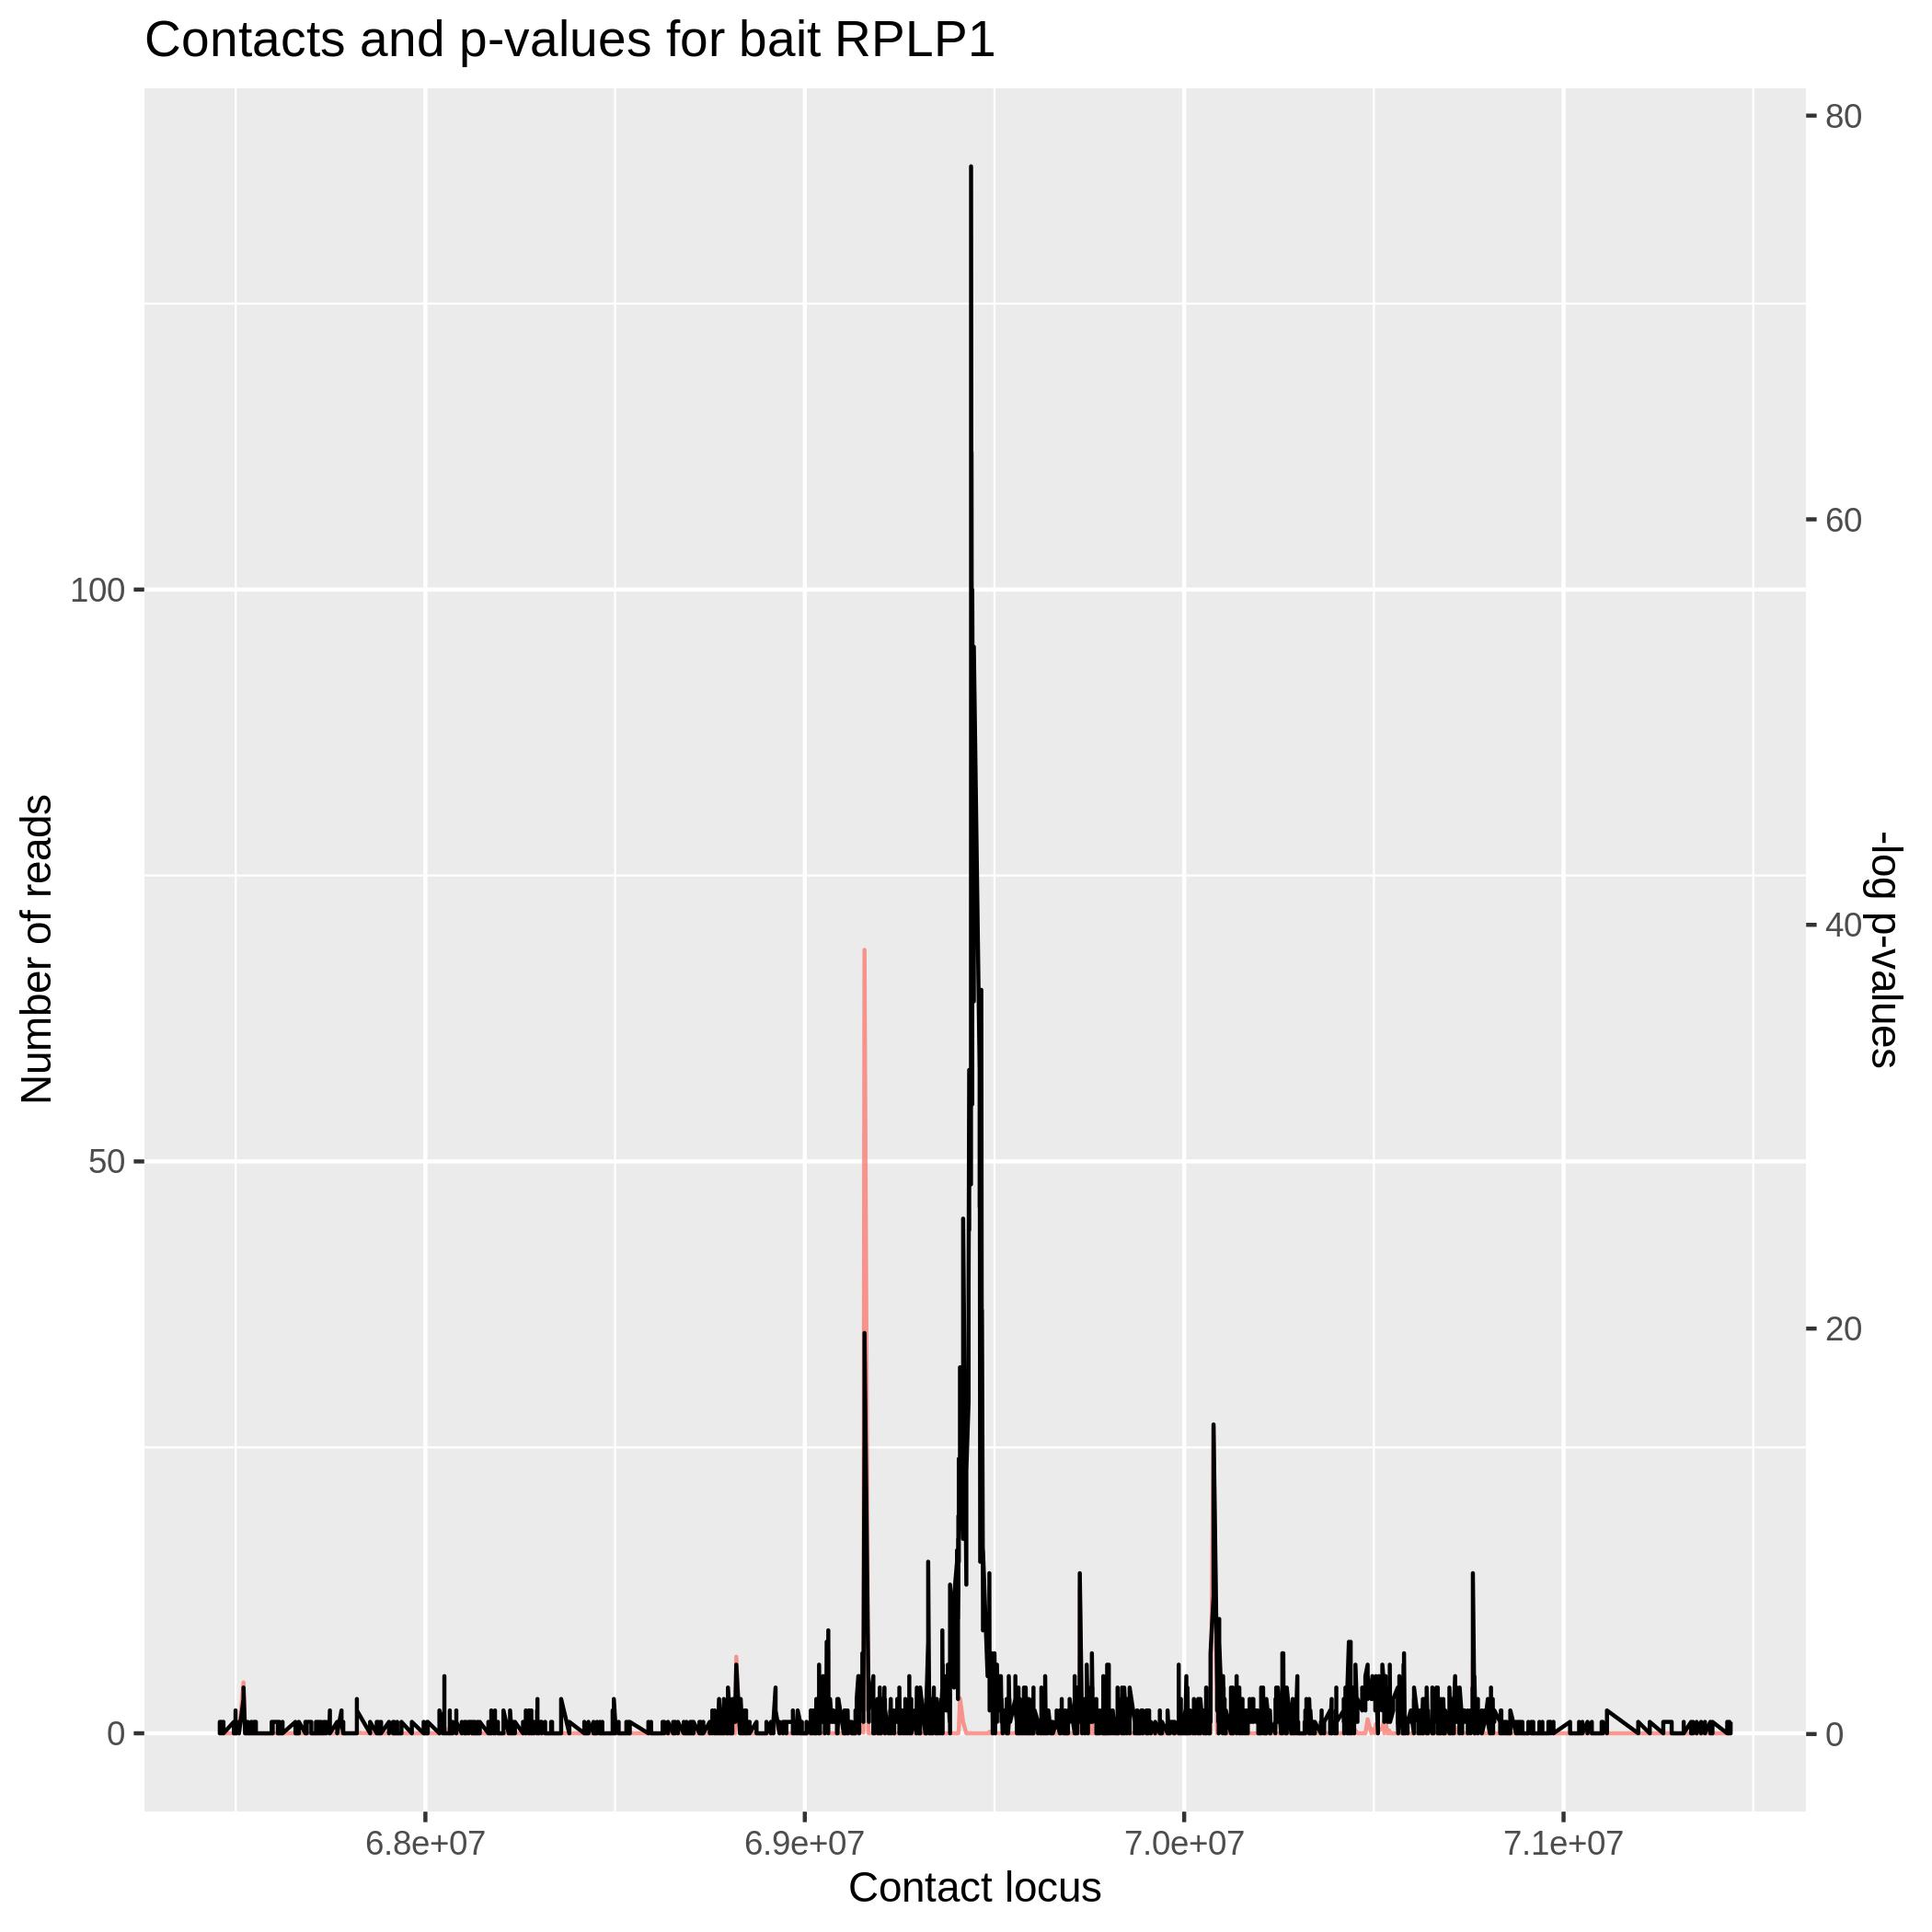 Contacts and p-values for bait RPLP1
Number of reads
100
50
0
80
60
40
20
0
-log p-values
6.8e+07
6.9e+07
7.0e+07
7.1e+07
Contact locus